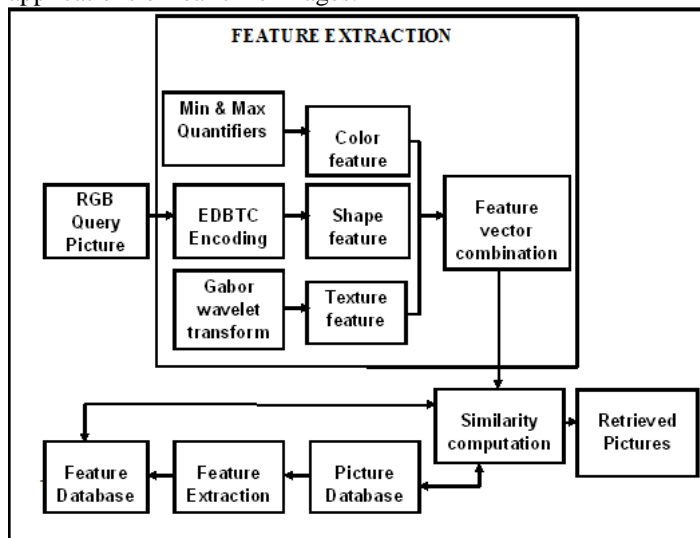 FEATURE EXTRACTION
Min & Max
Quantifiers
Color
feature
RGB
Query
Picture
EDBTC
Encoding
Shape
feature
Feature
vector
combination
Gabor
wavelet
transform
Texture
feature
Similarity
computation
Retrieved
Pictures
Feature
Database
Feature
Extraction
Picture
Database